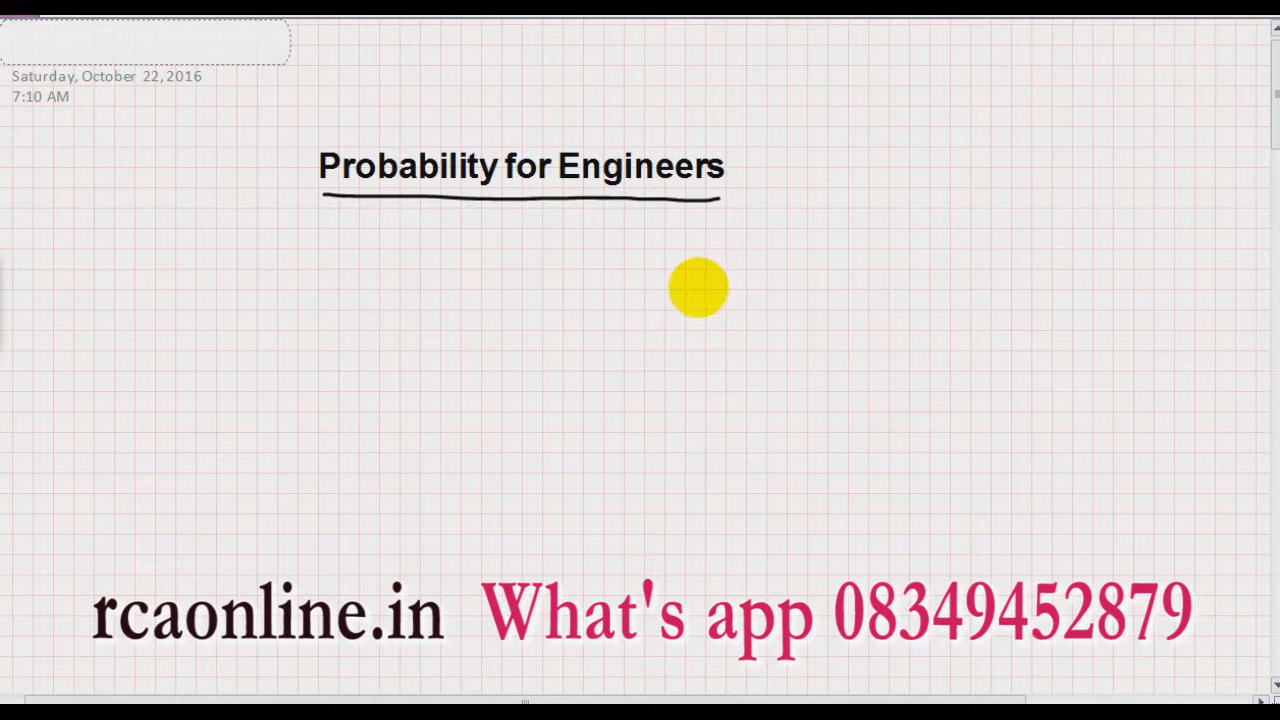 Saturday, October 22, 2016
7:10 AM
Probability for Engineers
rcaonline.in What's app 08349452879